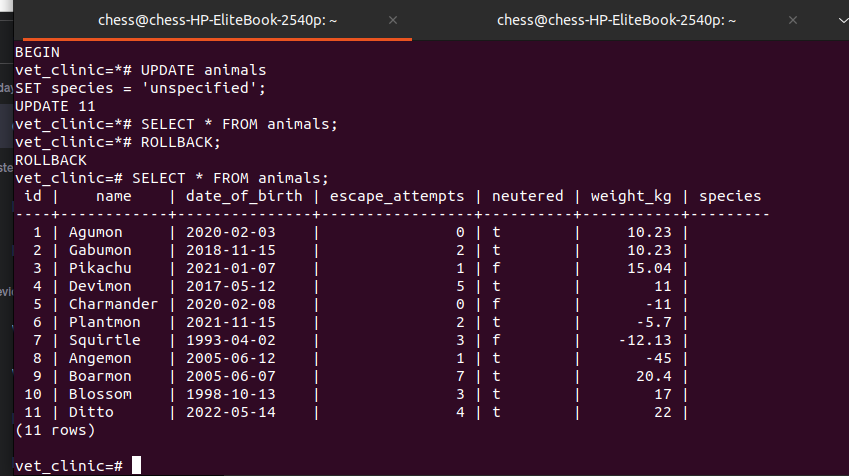 chess@chess-HP-EliteBook-2540p: ~ × chess@chess-HP-EliteBook-2540p: ~ ×
BEGIN
vet_clinic=*# UPDATE animals
SET species = 'unspecified';
UPDATE 11
vet_clinic=*# SELECT * FROM animals;
vet_clinic=*# ROLLBACK;
ROLLBACK
vet_clinic=# SELECT * FROM animals;
 id |    name    | date_of_birth | escape_attempts | neutered | weight_kg | species
----+------------+---------------+-----------------+----------+-----------+---------
  1 | Agumon     | 2020-02-03    |               0 | t        |     10.23 |
  2 | Gabumon    | 2018-11-15    |               2 | t        |     10.23 |
  3 | Pikachu    | 2021-01-07    |               1 | f        |     15.04 |
  4 | Devimon    | 2017-05-12    |               5 | t        |        11 |
  5 | Charmander | 2020-02-08    |               0 | f        |       -11 |
  6 | Plantmon   | 2021-11-15    |               2 | t        |      -5.7 |
  7 | Squirtle   | 1993-04-02    |               3 | f        |    -12.13 |
  8 | Angemon    | 2005-06-12    |               1 | t        |       -45 |
  9 | Boarmon    | 2005-06-07    |               7 | t        |      20.4 |
 10 | Blossom    | 1998-10-13    |               3 | t        |        17 |
 11 | Ditto      | 2022-05-14    |               4 | t        |        22 |
(11 rows)
vet_clinic=#